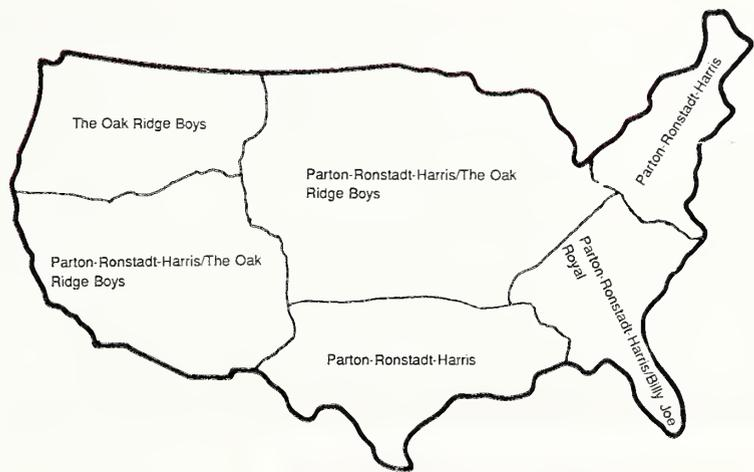 The Oak Ridge Boys
Parton-Ronstadt-Harris/The Oak
Ridge Boys
Parton-Ronstadt-Harris
Parton-Ronstadt-Harris/The Oak
Ridge Boys
Parton-Ronstadt-Harris/Billy Joe
Royal
Parton-Ronstadt-Harris